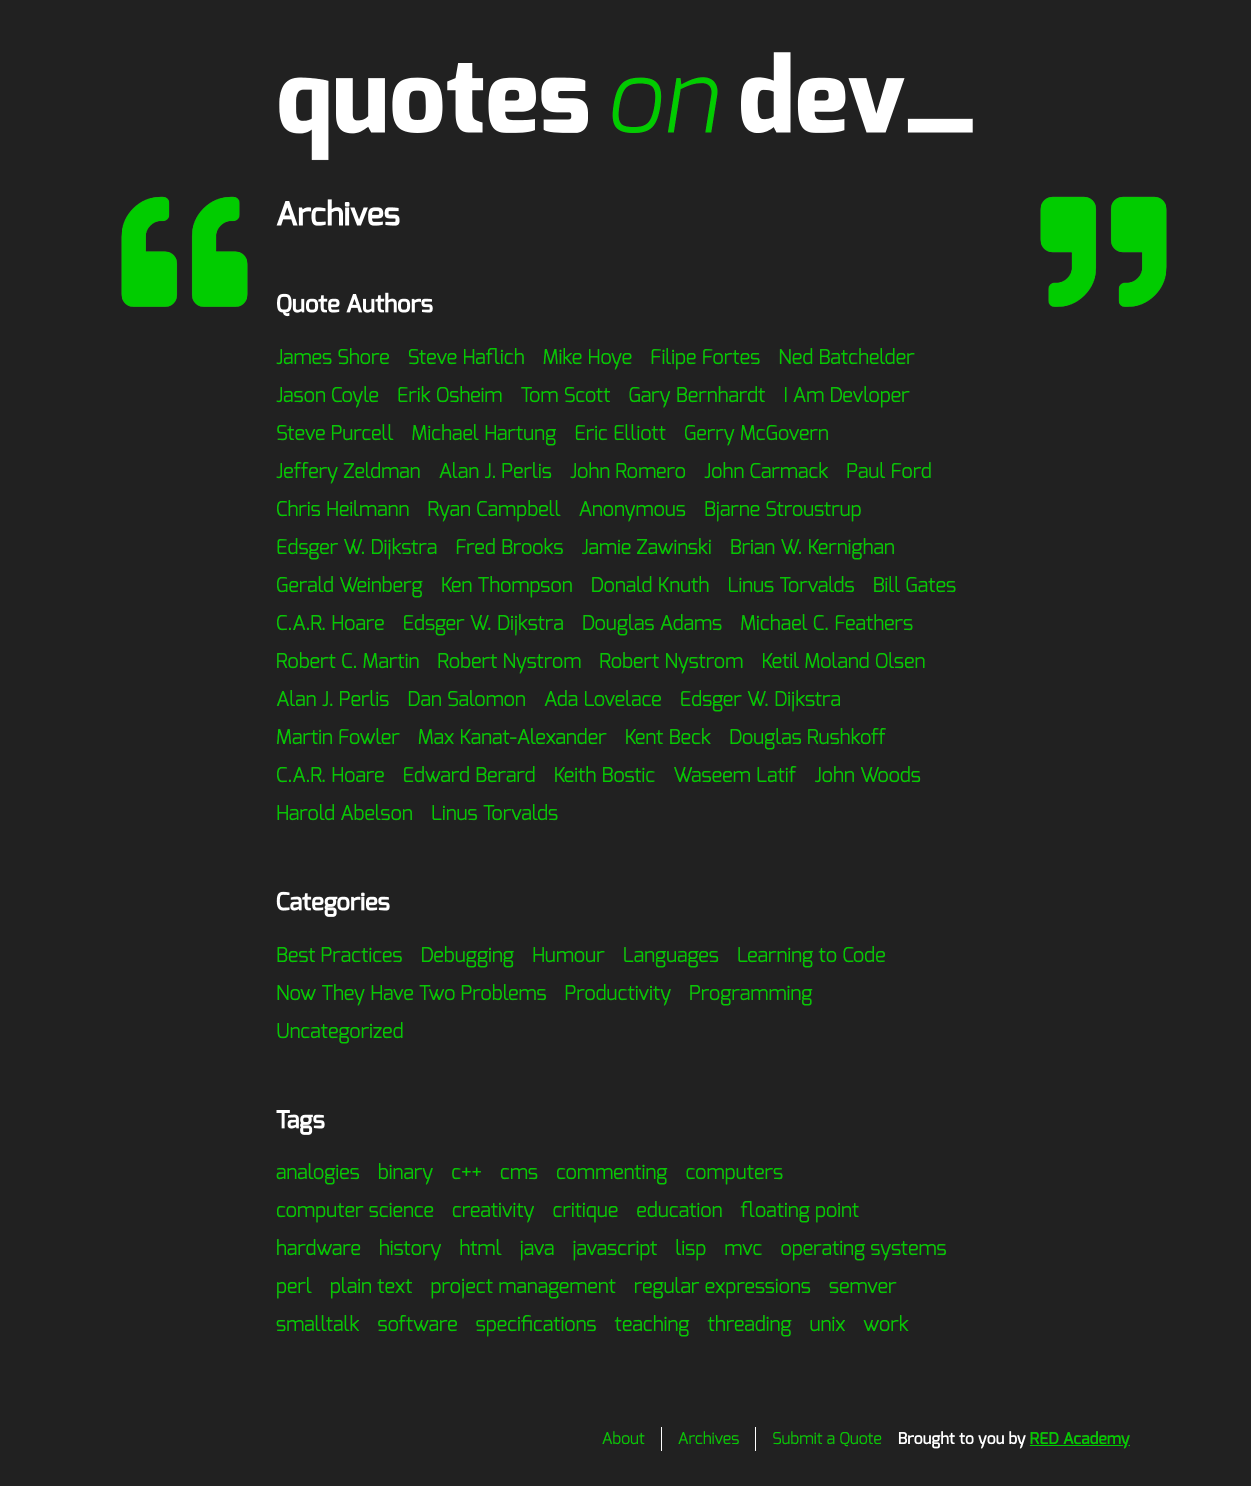 quotes on dev_
Archives
Quote Authors
James Shore Steve Haflich Mike Hoye Filipe Fortes Ned Batchelder
Jason Coyle Erik Osheim Tom Scott Gary Bernhardt I Am Devloper
Steve Purcell Michael Hartung Eric Elliott Gerry McGovern
Jeffery Zeldman Alan J. Perlis John Romero John Carmack Paul Ford
Chris Heilmann Ryan Campbell Anonymous Bjarne Stroustrup
Edsger W. Dijkstra Fred Brooks Jamie Zawinski Brian W. Kernighan
Gerald Weinberg Ken Thompson Donald Knuth Linus Torvalds Bill Gates
C.A.R. Hoare Edsger W. Dijkstra Douglas Adams Michael C. Feathers
Robert C. Martin Robert Nystrom Robert Nystrom Ketil Moland Olsen
Alan J. Perlis Dan Salomon Ada Lovelace Edsger W. Dijkstra
Martin Fowler Max Kanat-Alexander Kent Beck Douglas Rushkoff
C.A.R. Hoare Edward Berard Keith Bostic Waseem Latif John Woods
Harold Abelson Linus Torvalds
Categories
Best Practices Debugging Humour Languages Learning to Code
Now They Have Two Problems Productivity Programming
Uncategorized
Tags
analogies binary c++ cms commenting computers
computer science creativity critique education floating point
hardware history html java javascript lisp mvc operating systems
perl plain text project management regular expressions semver
smalltalk software specifications teaching threading unix work
About Archives Submit a Quote Brought to you by RED Academy